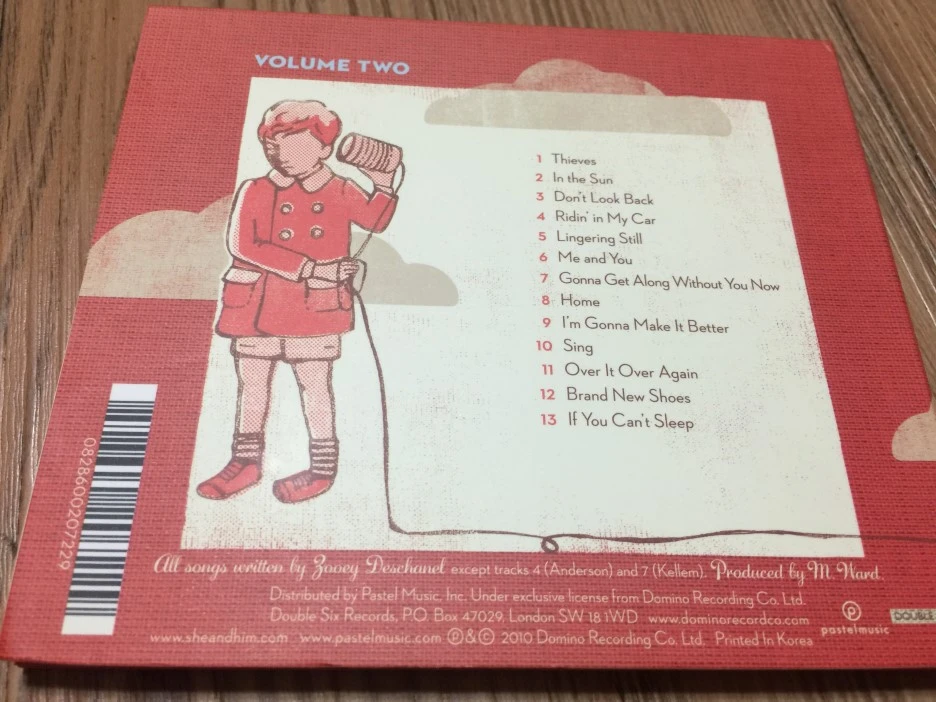 VOLUME TWO
1 Thieves
2 In the Sun
3 Don't Look Back
4 Ridin' in My Car
5 Lingering Still
6 Me and You
7 Gonna Get Along Without You Now
8 Home
9 I'm Gonna Make It Better
10 Sing
11 Over It Over Again
12 Brand New Shoes
13 If You Can't Sleep
0828600207229
All songs written by Zooey Deschanel except tracks 4 (Anderson) and 7 (Kellem). Produced by M. Ward.
Distributed by Pastel Music, Inc. Under exclusive license from Domino Recording Co. Ltd.
Double Six Records, P.O. Box 47029, London SW 18 1WD www.dominorecordco.com
www.sheandhim.com www.pastelmusic.com ℗&© 2010 Domino Recording Co. Ltd. Printed In Korea
pastelmusic
DOUBLE